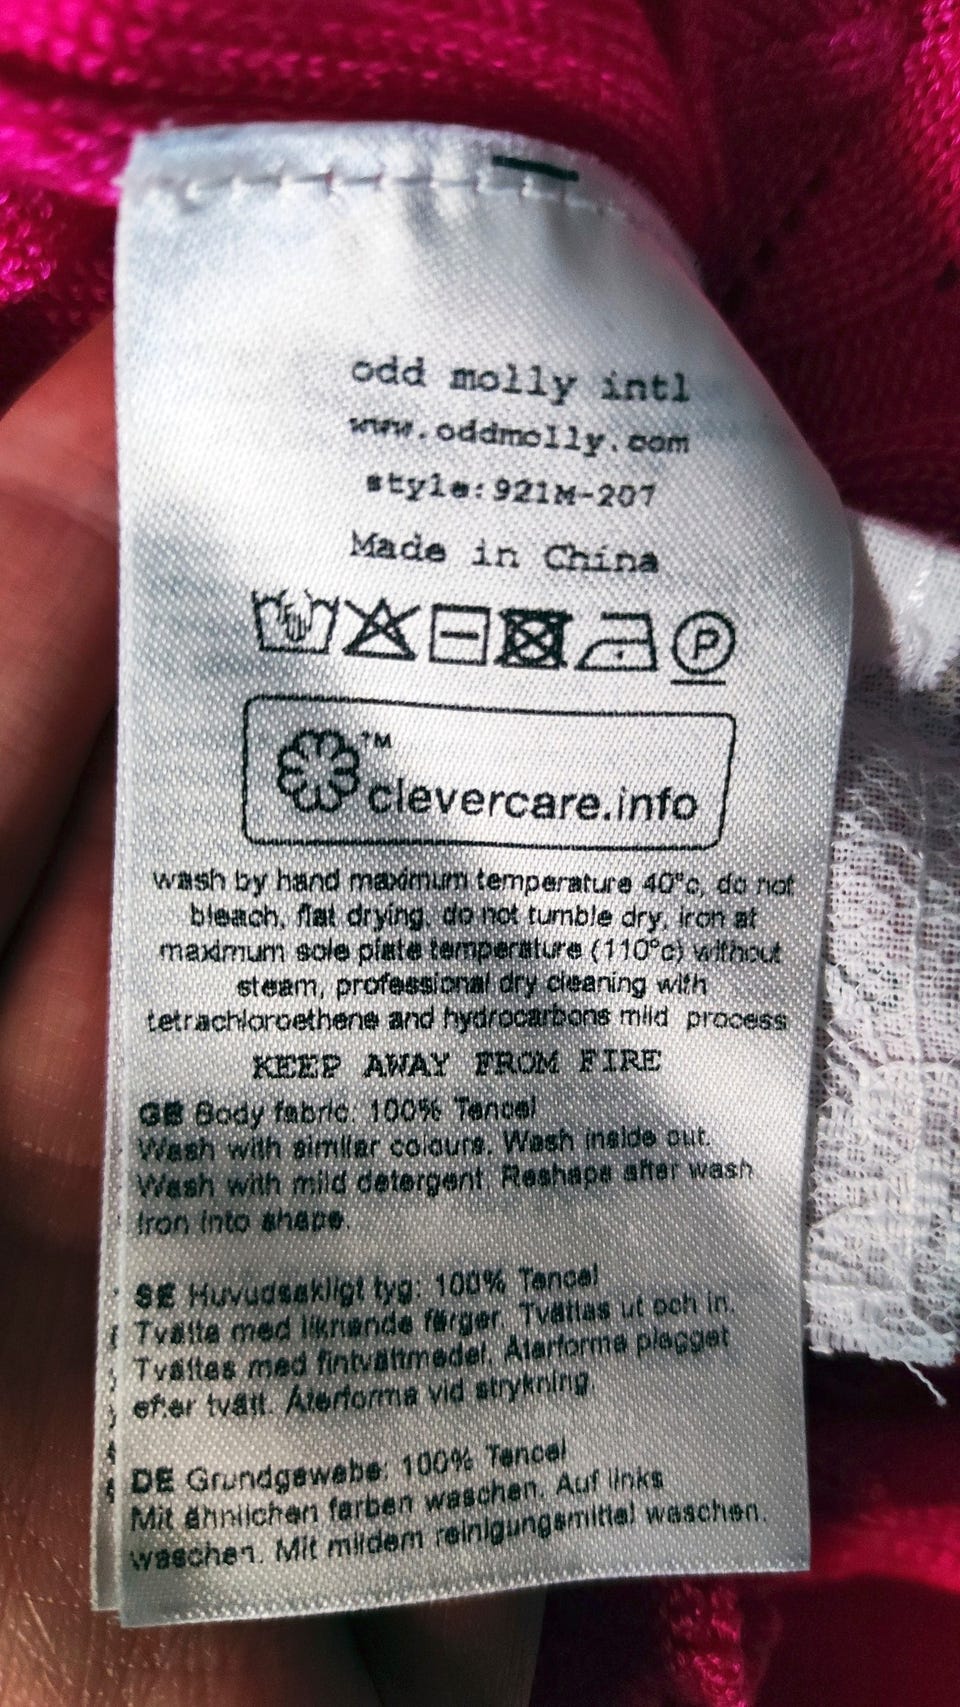 odd molly intl
www.oddmolly.com
style:921M-207
Made in China
P
TM
clevercare.info
wash by hand maximum temperature 40°c, do not
bleach, flat drying, do not tumble dry, iron at
maximum sole plate temperature (110°c) without
steam, professional dry cleaning with
tetrachloroethene and hydrocarbons mild process
KEEP AWAY FROM FIRE
GB Body fabric: 100% Tencel
Wash with similar colours. Wash inside out.
Wash with mild detergent. Reshape after wash
Iron into shape.
SE Huvudsakligt tyg: 100% Tencel
Tvätta med liknande färger. Tvättas ut och in.
Tvättas med fintvättmedel. Återforma plagget
efter tvätt. Återforma vid strykning.
DE Grundgewebe: 100% Tencel
Mit ähnlichen farben waschen. Auf links
waschen. Mit mildem reinigungsmittel waschen.